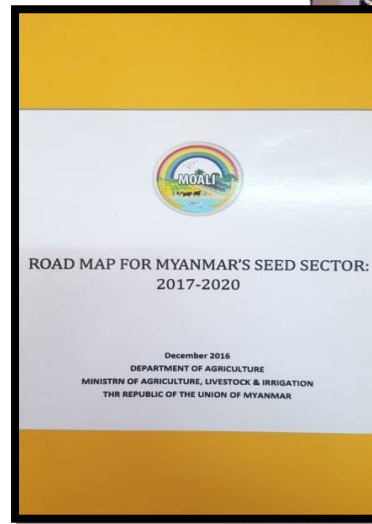 MOALI
ROAD MAP FOR MYANMAR'S SEED SECTOR:
2017-2020
December 2016
DEPARTMENT OF AGRICULTURE
MINISTRN OF AGRICULTURE, LIVESTOCK & IRRIGATION
THR REPUBLIC OF THE UNION OF MYANMAR